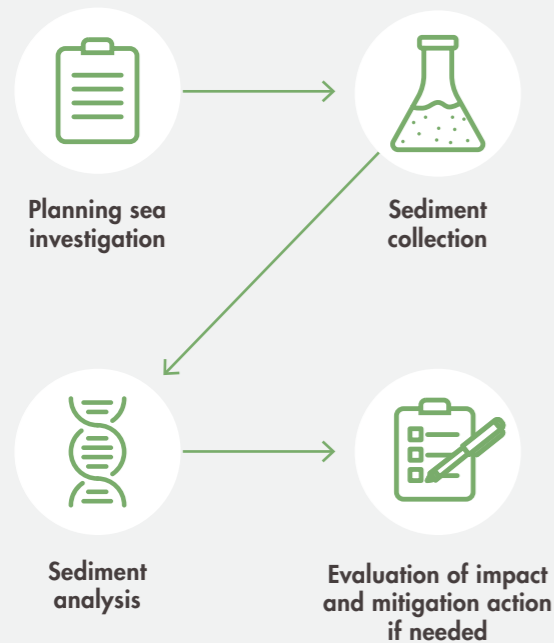 Planning sea
investigation
Sediment
collection
Sediment
analysis
Evaluation of impact
and mitigation action
if needed